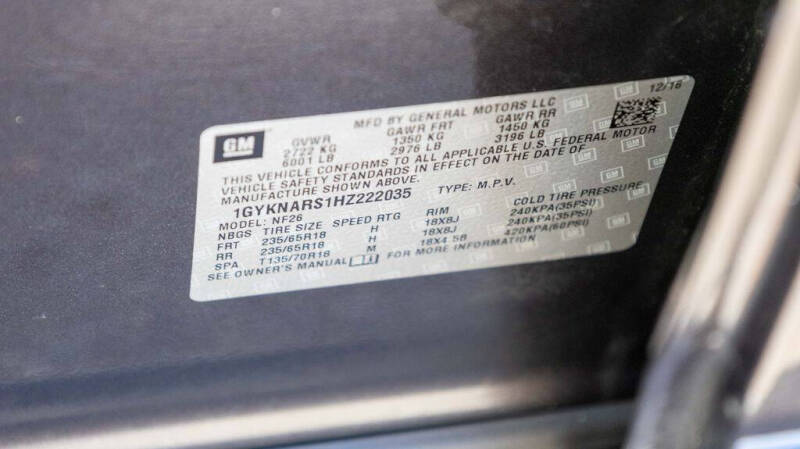 MFD BY GENERAL MOTORS LLC 12/16
GM GVWR GAWR FRT GAWR RR
2722 KG 1350 KG 1450 KG
6001 LB 2976 LB 3196 LB
THIS VEHICLE CONFORMS TO ALL APPLICABLE U.S. FEDERAL MOTOR
VEHICLE SAFETY STANDARDS IN EFFECT ON THE DATE OF
MANUFACTURE SHOWN ABOVE.
1GYKNARS1HZ222035 TYPE: M.P.V.
MODEL: NF26
NBGS TIRE SIZE SPEED RTG RIM COLD TIRE PRESSURE
FRT 235/65R18 H 18X8J 240KPA(35PSI)
RR 235/65R18 H 18X8J 240KPA(35PSI)
SPA T135/70R18 M 18X4.5B 420KPA(60PSI)
SEE OWNER'S MANUAL FOR MORE INFORMATION